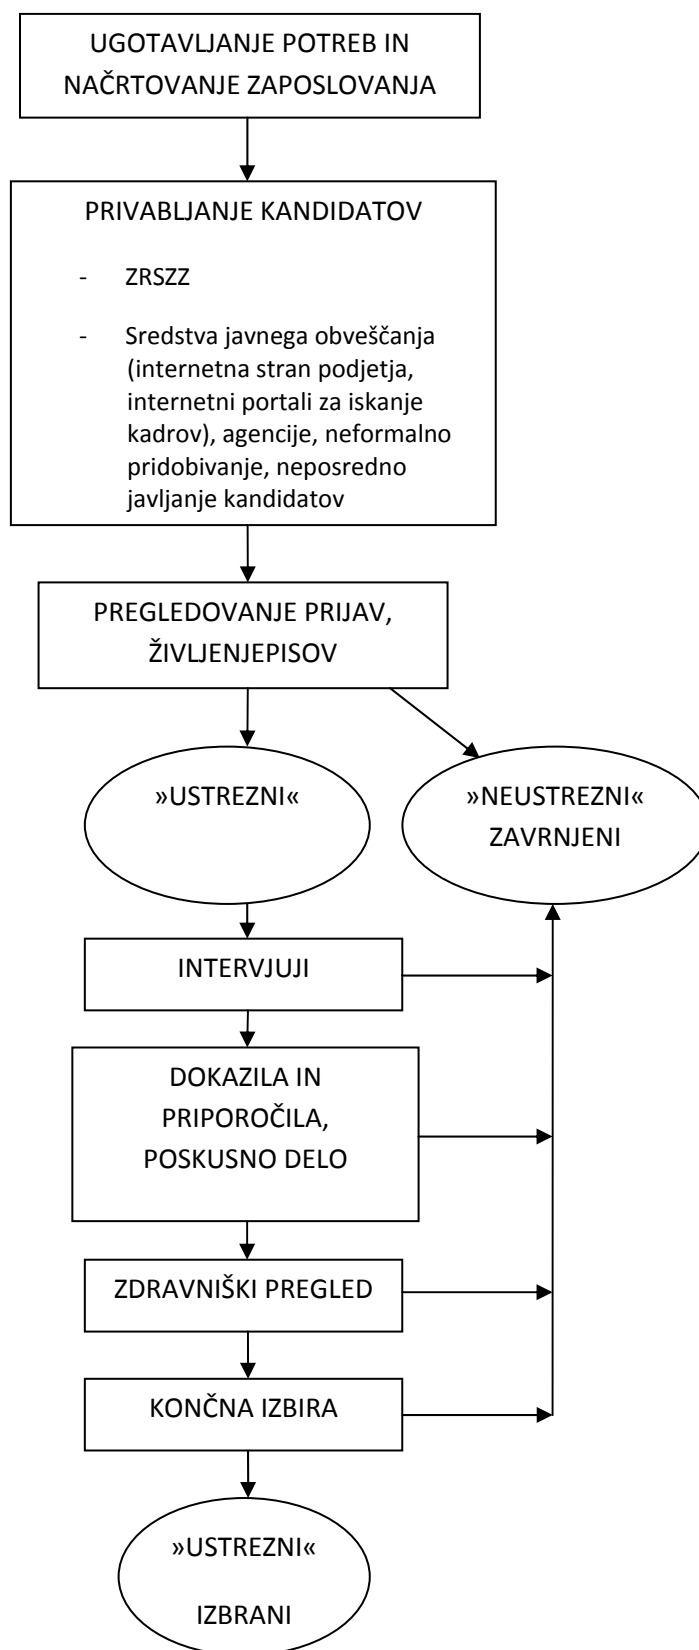 UGOTAVLJANJE POTREB IN
NAČRTOVANJE ZAPOSLOVANJA
PRIVABLJANJE KANDIDATOV
- ZRSZZ
- Sredstva javnega obveščanja
(internetna stran podjetja,
internetni portali za iskanje
kadrov), agencije, neformalno
pridobivanje, neposredno
javljanje kandidatov
PREGLEDOVANJE PRIJAV,
ŽIVLJENJEPISOV
»USTREZNI«
»NEUSTREZNI«
ZAVRNJENI
INTERVJUJI
DOKAZILA IN
PRIPOROČILA,
POSKUSNO DELO
ZDRAVNIŠKI PREGLED
KONČNA IZBIRA
»USTREZNI«
IZBRANI